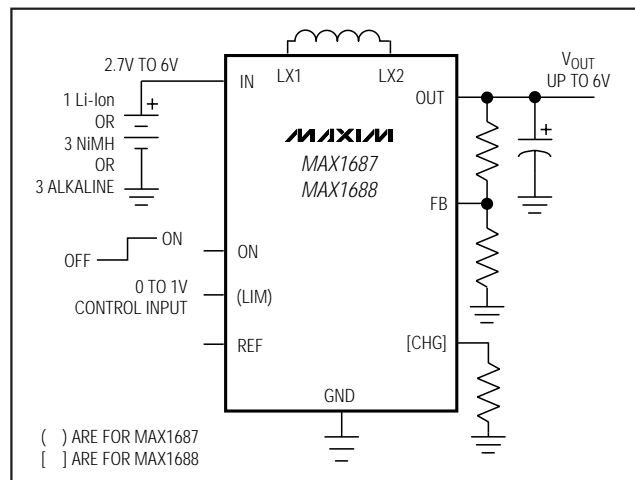 2.7V TO 6V
1 Li-Ion
OR
3 NiMH
OR
3 ALKALINE
+
IN
LX1
LX2
OUT
VOUT
UP TO 6V
+
MAXIM
MAX1687
MAX1688
FB
OFF
ON
ON
0 TO 1V
CONTROL INPUT
(LIM)
REF
[CHG]
GND
( ) ARE FOR MAX1687
[ ] ARE FOR MAX1688